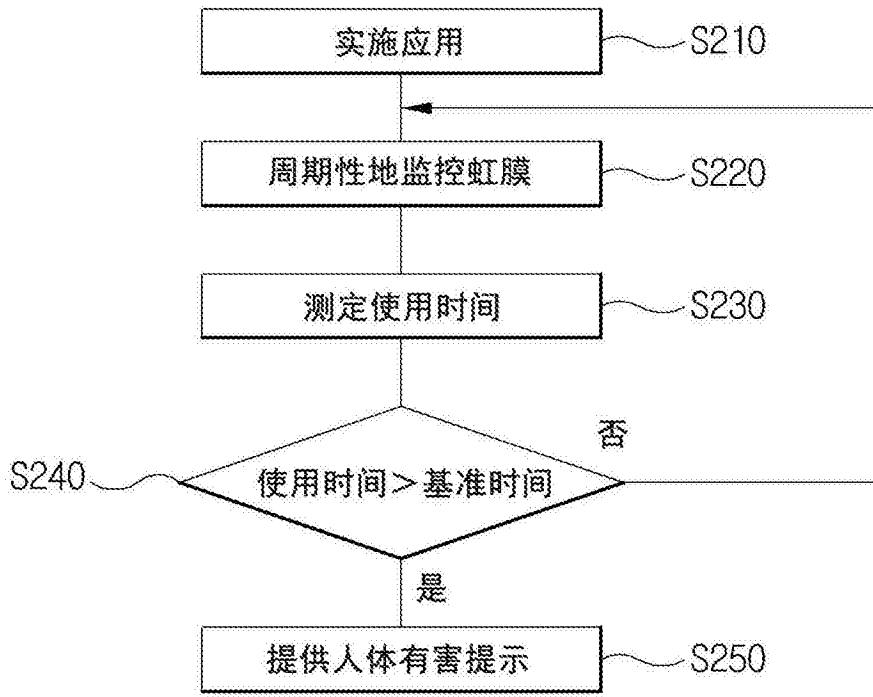 实施应用
S210
周期性地监控虹膜
S220
测定使用时间
S230
否
S240
使用时间＞基准时间
是
提供人体有害提示
S250